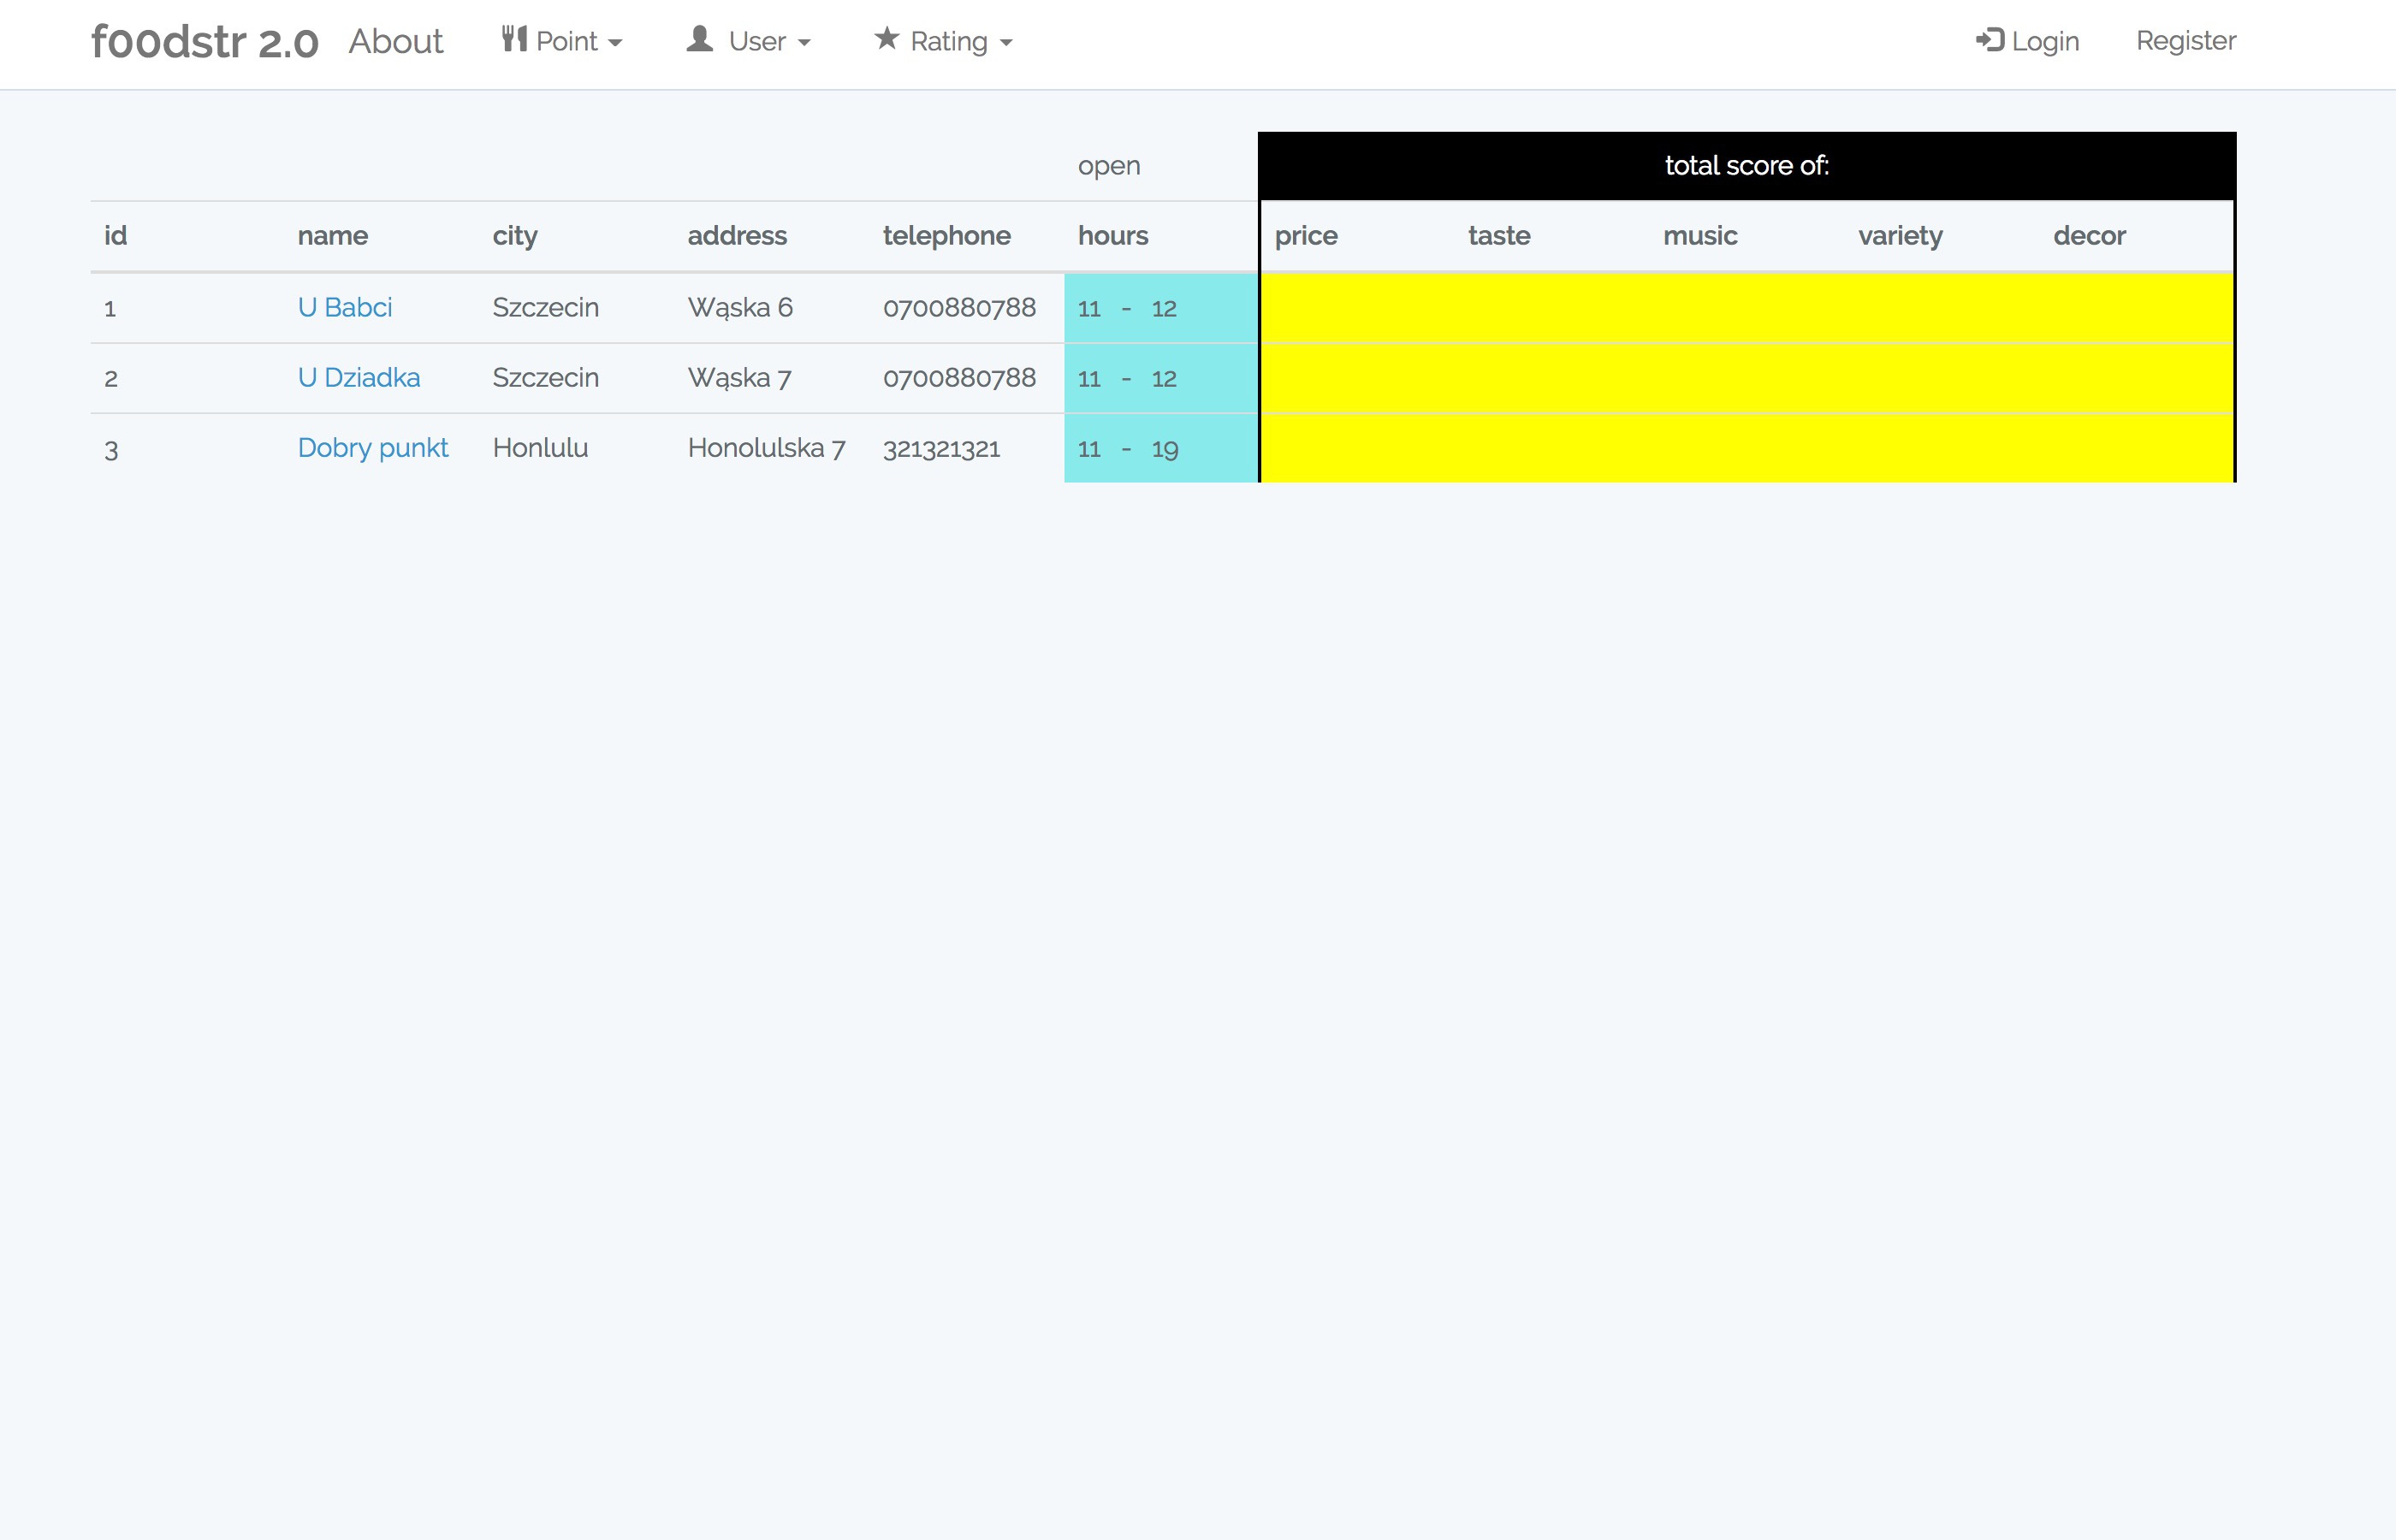 f00dstr 2.0 About Point User Rating Login Register
open total score of:
id name city address telephone hours price taste music variety decor
1 U Babci Szczecin Wąska 6 0700880788 11 - 12
2 U Dziadka Szczecin Wąska 7 0700880788 11 - 12
3 Dobry punkt Honlulu Honolulska 7 321321321 11 - 19